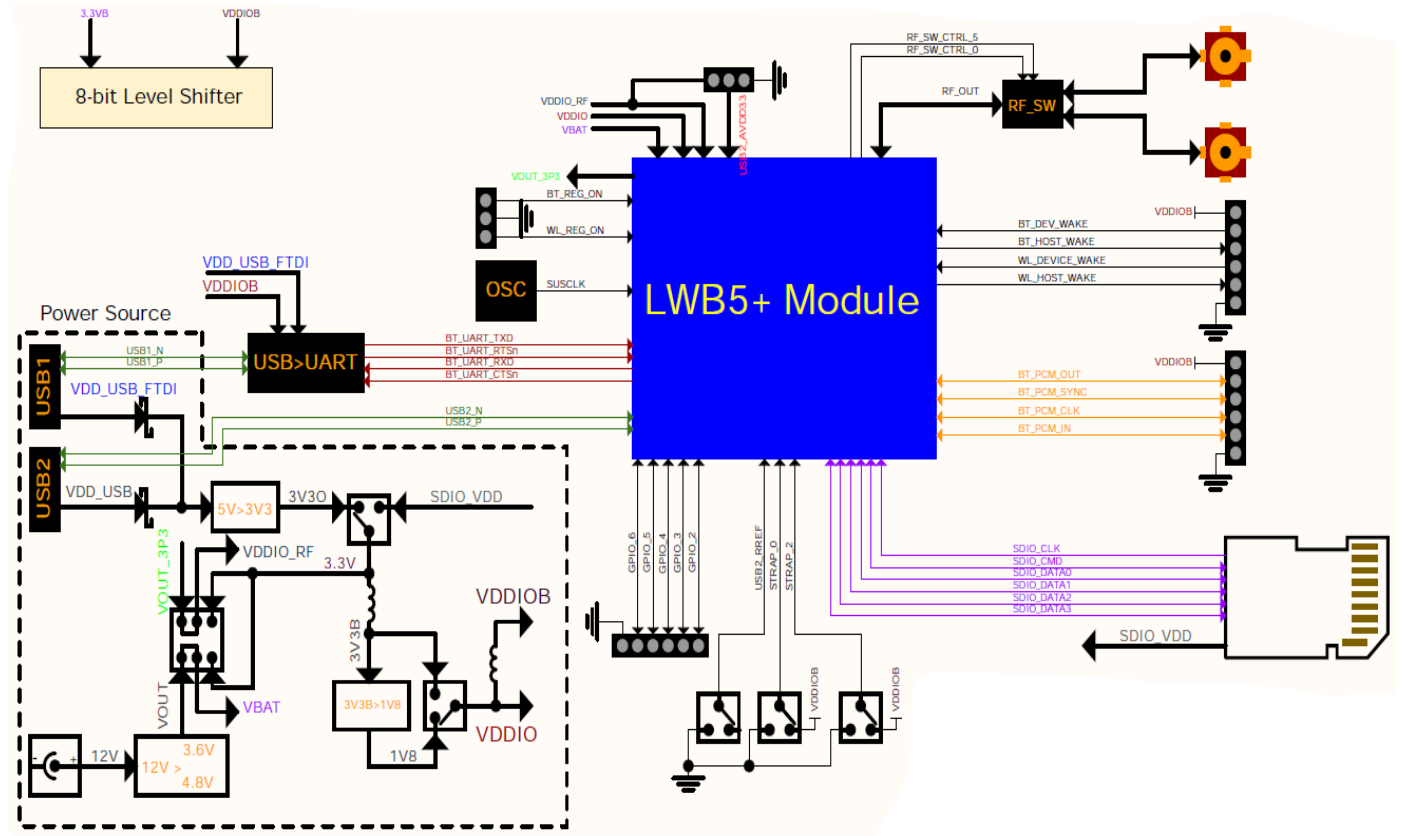 3.3VB
VDDIOB
8-bit Level Shifter
RF_SW_CTRL_5
RF_SW_CTRL_0
RF_OUT
RF_SW
VDDIO_RF
VDDIO
VBAT
USB2_AVDD33
VOUT_3P3
BT_REG_ON
WL_REG_ON
OSC
SUSCLK
LWB5+ Module
VDDIOB
BT_DEV_WAKE
BT_HOST_WAKE
WL_DEVICE_WAKE
WL_HOST_WAKE
VDD_USB_FTDI
VDDIOB
Power Source
USB1
USB1_N
USB1_P
USB>UART
BT_UART_TXD
BT_UART_RTSn
BT_UART_RXD
BT_UART_CTSn
VDDIOB
BT_PCM_OUT
BT_PCM_SYNC
BT_PCM_CLK
BT_PCM_IN
VDD_USB_FTDI
USB2_N
USB2_P
USB2
VDD_USB
5V>3V3
3V3O
SDIO_VDD
VOUT_3P3
VDDIO_RF
3.3V
3V3B
VDDIOB
3V3B>1V8
VDDIO
1V8
VOUT
VBAT
- +
12V
12V >
3.6V
4.8V
GPIO_6
GPIO_5
GPIO_4
GPIO_3
GPIO_2
USB2_RREF
STRAP_0
STRAP_2
VDDIOB
VDDIOB
SDIO_CLK
SDIO_CMD
SDIO_DATA0
SDIO_DATA1
SDIO_DATA2
SDIO_DATA3
SDIO_VDD